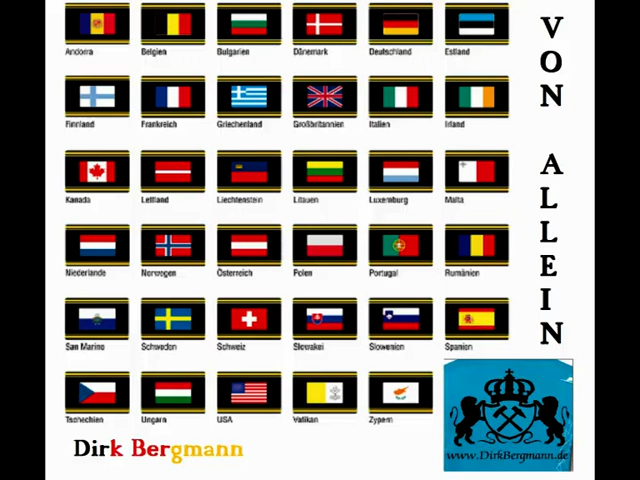 Andorra Belgien Bulgarien Dänemark Deutschland Estland
Finnland Frankreich Griechenland Großbritannien Italien Irland
Kanada Lettland Liechtenstein Litauen Luxemburg Malta
Niederlande Norwegen Österreich Polen Portugal Rumänien
San Marino Schweden Schweiz Slowakei Slowenien Spanien
Tschechien Ungarn USA Vatikan Zypern
VON ALLEIN
Dirk Bergmann
www.DirkBergmann.de